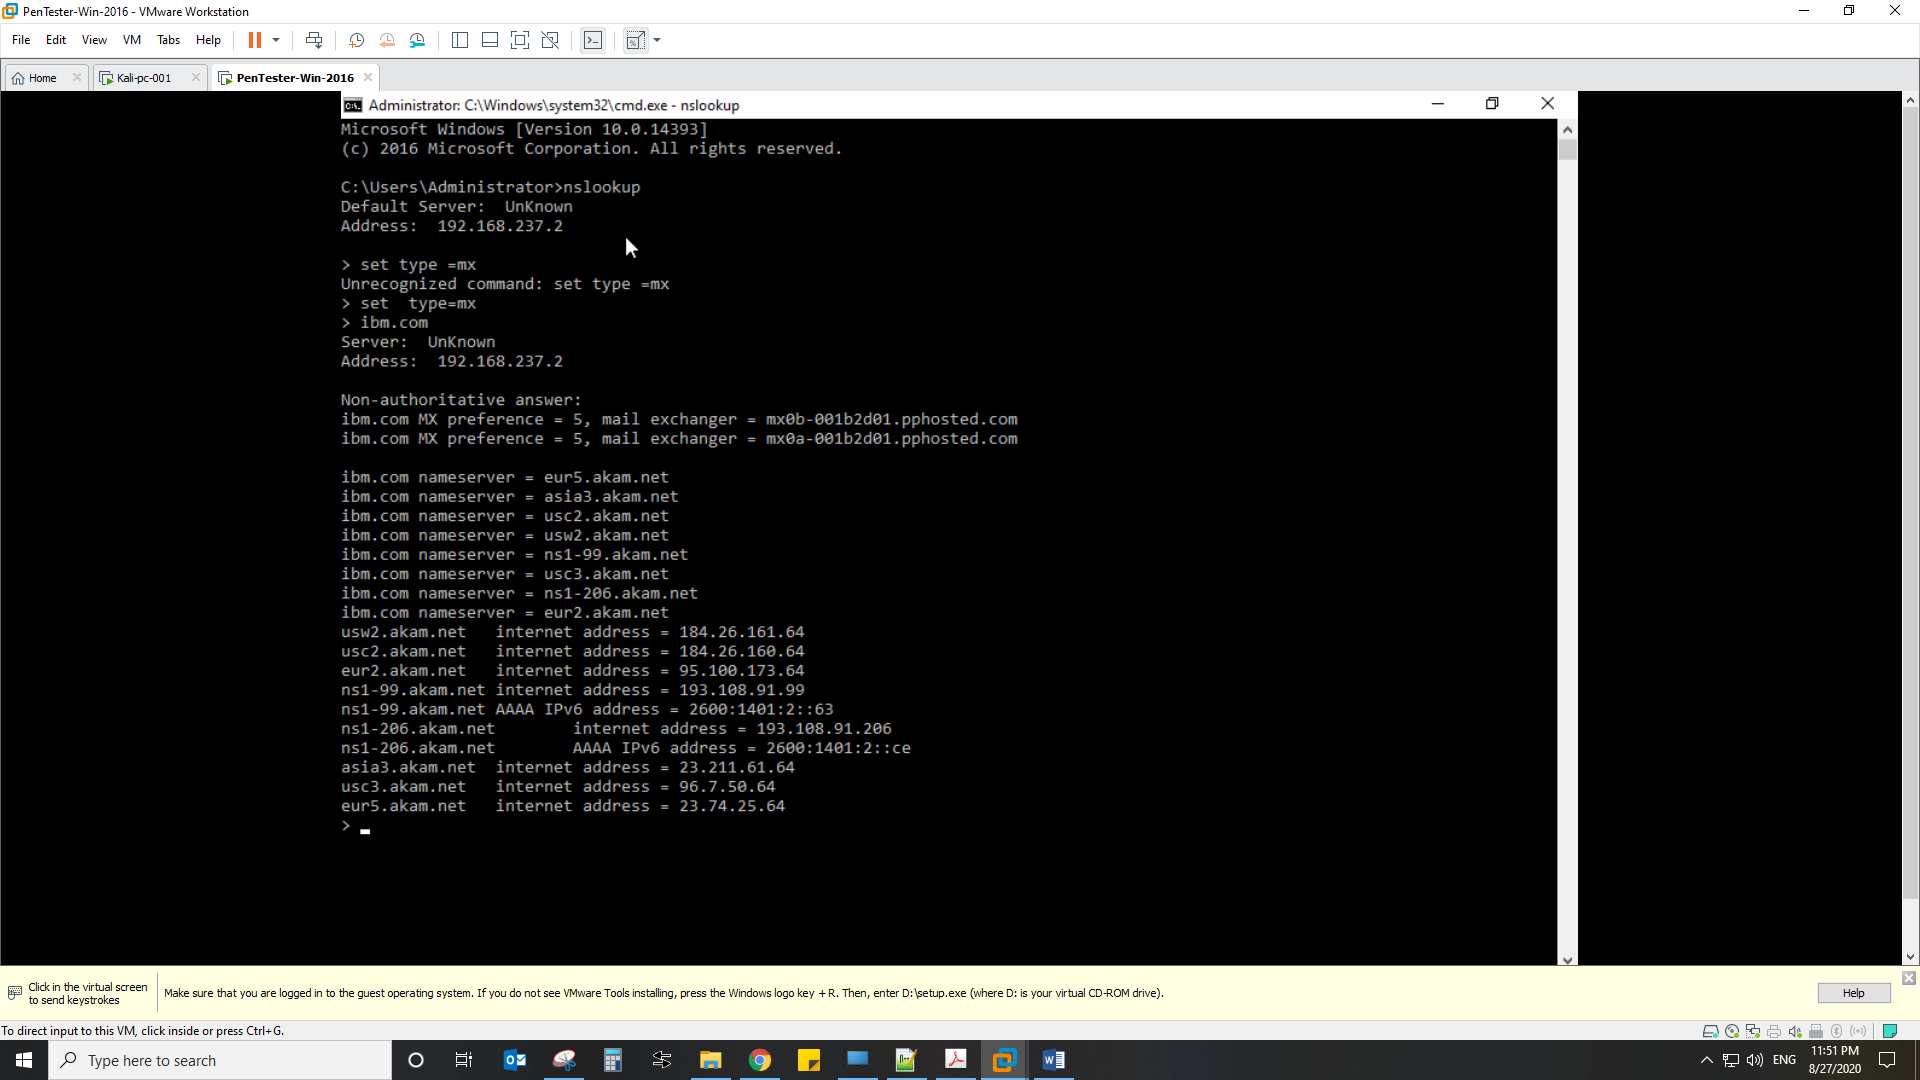 PenTester-Win-2016 - VMware Workstation
File Edit View VM Tabs Help
Home Kali-pc-001 PenTester-Win-2016
Administrator: C:\Windows\system32\cmd.exe - nslookup
Microsoft Windows [Version 10.0.14393]
(c) 2016 Microsoft Corporation. All rights reserved.
C:\Users\Administrator>nslookup
Default Server:  UnKnown
Address:  192.168.237.2
> set type =mx
Unrecognized command: set type =mx
> set  type=mx
> ibm.com
Server:  UnKnown
Address:  192.168.237.2
Non-authoritative answer:
ibm.com MX preference = 5, mail exchanger = mx0b-001b2d01.pphosted.com
ibm.com MX preference = 5, mail exchanger = mx0a-001b2d01.pphosted.com
ibm.com nameserver = eur5.akam.net
ibm.com nameserver = asia3.akam.net
ibm.com nameserver = usc2.akam.net
ibm.com nameserver = usw2.akam.net
ibm.com nameserver = ns1-99.akam.net
ibm.com nameserver = usc3.akam.net
ibm.com nameserver = ns1-206.akam.net
ibm.com nameserver = eur2.akam.net
usw2.akam.net   internet address = 184.26.161.64
usc2.akam.net   internet address = 184.26.160.64
eur2.akam.net   internet address = 95.100.173.64
ns1-99.akam.net internet address = 193.108.91.99
ns1-99.akam.net AAAA IPv6 address = 2600:1401:2::63
ns1-206.akam.net        internet address = 193.108.91.206
ns1-206.akam.net        AAAA IPv6 address = 2600:1401:2::ce
asia3.akam.net  internet address = 23.211.61.64
usc3.akam.net   internet address = 96.7.50.64
eur5.akam.net   internet address = 23.74.25.64
>
Click in the virtual screen
to send keystrokes
Make sure that you are logged in to the guest operating system. If you do not see VMware Tools installing, press the Windows logo key + R. Then, enter D:\setup.exe (where D: is your virtual CD-ROM drive).
Help
To direct input to this VM, click inside or press Ctrl+G.
Type here to search
ENG
11:51 PM
8/27/2020